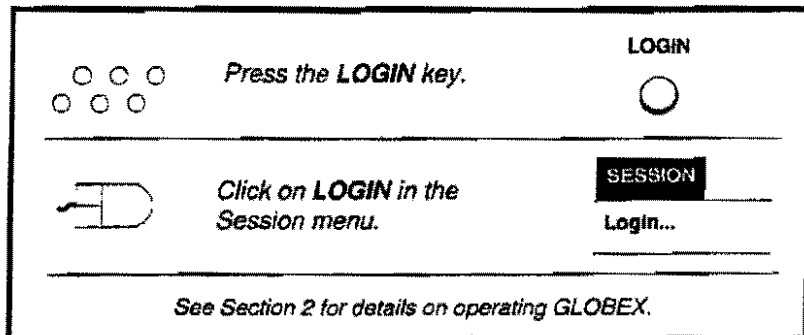 LOGIN
Press the LOGIN key.
Click on LOGIN in the
Session menu.
SESSION
Login...
See Section 2 for details on operating GLOBEX.